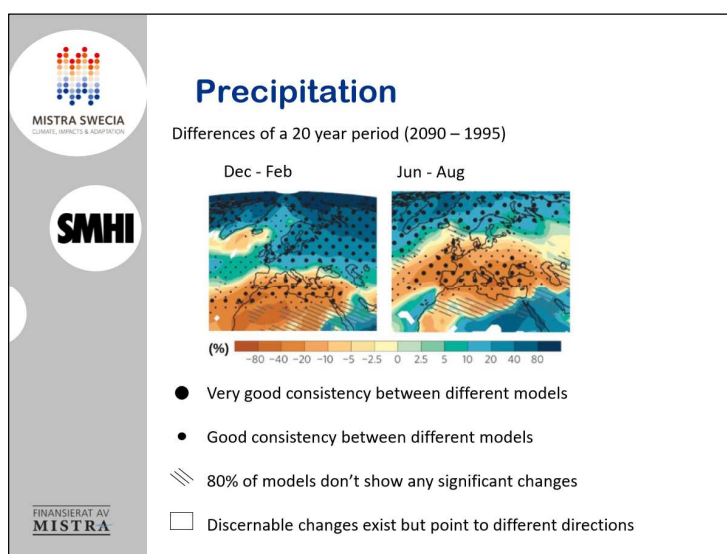 MISTRA SWECIA
CLIMATE, IMPACTS & ADAPTATION
SMHI
FINANSIERAT AV
MISTRA
Precipitation
Differences of a 20 year period (2090 – 1995)
Dec - Feb
Jun - Aug
(%)
-80 -40 -20 -10 -5 -2.5 0 2.5 5 10 20 40 80
Very good consistency between different models
Good consistency between different models
80% of models don’t show any significant changes
Discernable changes exist but point to different directions